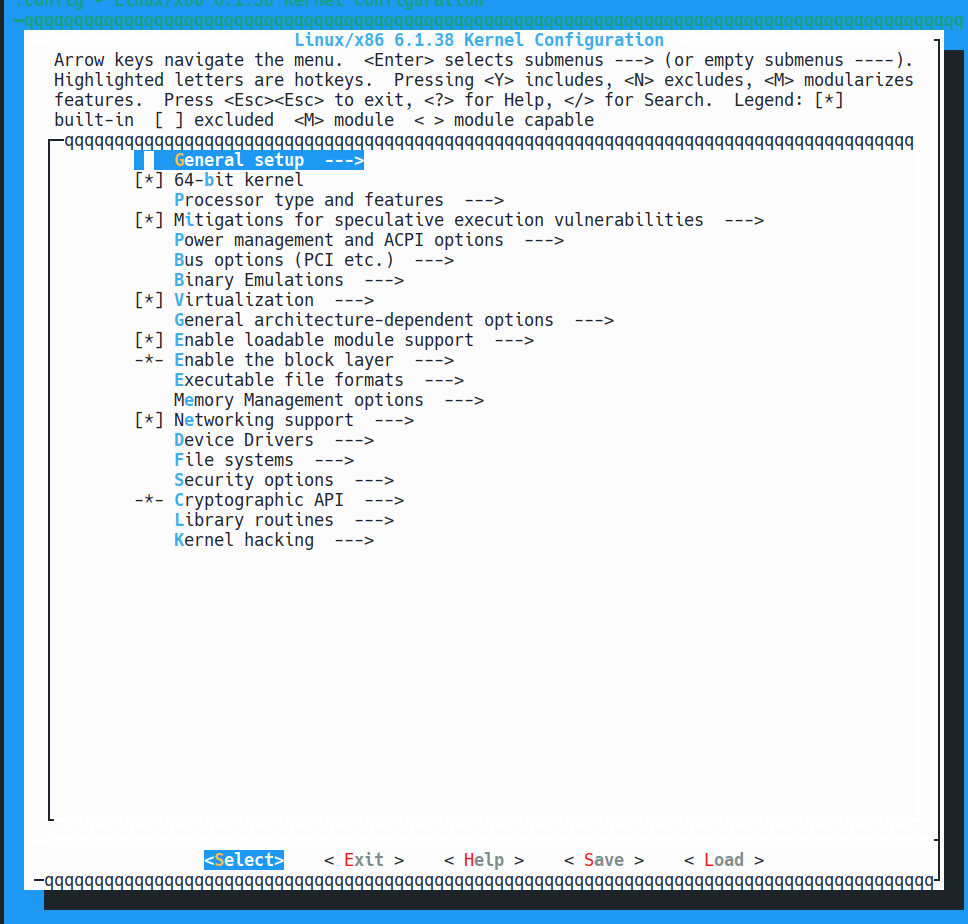 .config - Linux/x86 6.1.38 Kernel Configuration
Linux/x86 6.1.38 Kernel Configuration
Arrow keys navigate the menu.  <Enter> selects submenus ---> (or empty submenus ----).
Highlighted letters are hotkeys.  Pressing <Y> includes, <N> excludes, <M> modularizes
features.  Press <Esc><Esc> to exit, <?> for Help, </> for Search.  Legend: [*]
built-in  [ ] excluded  <M> module  < > module capable
General setup  --->
[*] 64-bit kernel
Processor type and features  --->
[*] Mitigations for speculative execution vulnerabilities  --->
Power management and ACPI options  --->
Bus options (PCI etc.)  --->
Binary Emulations  --->
[*] Virtualization  --->
General architecture-dependent options  --->
[*] Enable loadable module support  --->
-*- Enable the block layer  --->
Executable file formats  --->
Memory Management options  --->
[*] Networking support  --->
Device Drivers  --->
File systems  --->
Security options  --->
-*- Cryptographic API  --->
Library routines  --->
Kernel hacking  --->
<Select>    < Exit >    < Help >    < Save >    < Load >